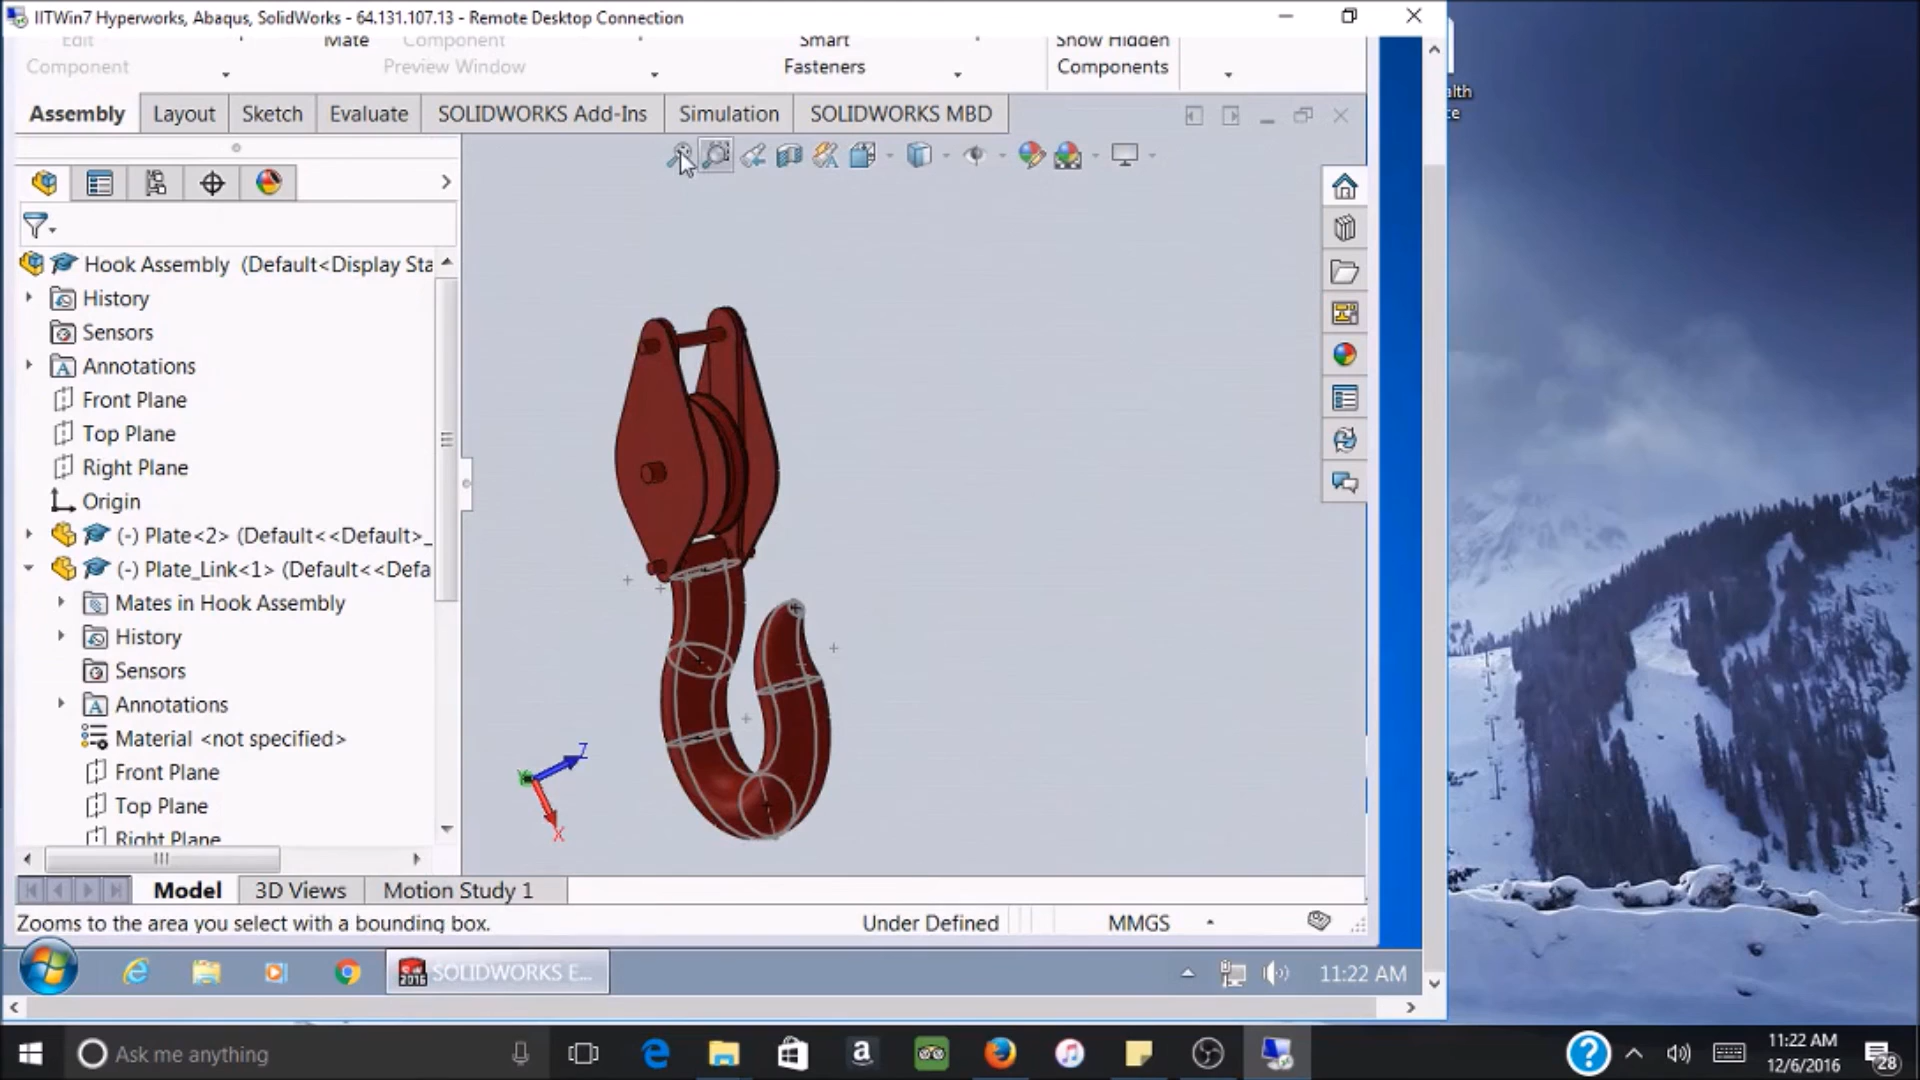 IITWin7 Hyperworks, Abaqus, SolidWorks - 64.131.107.13 - Remote Desktop Connection
Edit
Component
Mate
Component
Preview Window
Smart
Fasteners
Show Hidden
Components
Assembly
Layout
Sketch
Evaluate
SOLIDWORKS Add-Ins
Simulation
SOLIDWORKS MBD
Hook Assembly (Default<Display Sta
History
Sensors
Annotations
Front Plane
Top Plane
Right Plane
Origin
(-) Plate<2> (Default<<Default>_
(-) Plate_Link<1> (Default<<Defa
Mates in Hook Assembly
History
Sensors
Annotations
Material <not specified>
Front Plane
Top Plane
Right Plane
Z
X
Model
3D Views
Motion Study 1
Zooms to the area you select with a bounding box.
Under Defined
MMGS
2016
SOLIDWORKS E...
11:22 AM
Ask me anything
11:22 AM
12/6/2016
28